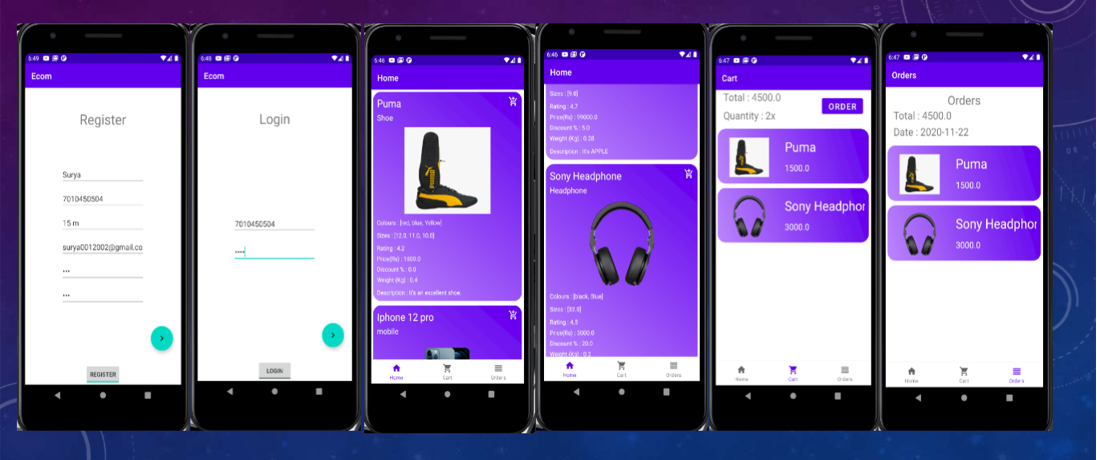 6:49
Ecom
Register
Surya
7010450504
15 m
surya0012002@gmail.co
•••
•••
REGISTER
6:48
Ecom
Login
7010450504
••••
LOGIN
6:46
Home
Puma
Shoe
Colours : [red, blue, Yellow]
Sizes : [12.0, 11.0, 10.0]
Rating : 4.2
Price(Rs) : 1500.0
Discount % : 0.0
Weight (Kg) : 0.4
Description : It's an excellent shoe
Iphone 12 pro
mobile
Home Cart Orders
6:46
Home
Sizes : [9.0]
Rating : 4.7
Price(Rs) : 99000.0
Discount % : 5.0
Weight (Kg) : 0.28
Description : It's APPLE
Sony Headphone
Headphone
Colours : [black, Blue]
Sizes : [32.0]
Rating : 4.5
Price(Rs) : 3000.0
Discount % : 20.0
Weight (Kg) : 0.2
Home Cart Orders
6:47
Cart
Total : 4500.0
Quantity : 2x
ORDER
Puma
1500.0
Sony Headphor
3000.0
Home Cart Orders
6:47
Orders
Orders
Total : 4500.0
Date : 2020-11-22
Puma
1500.0
Sony Headphor
3000.0
Home Cart Orders